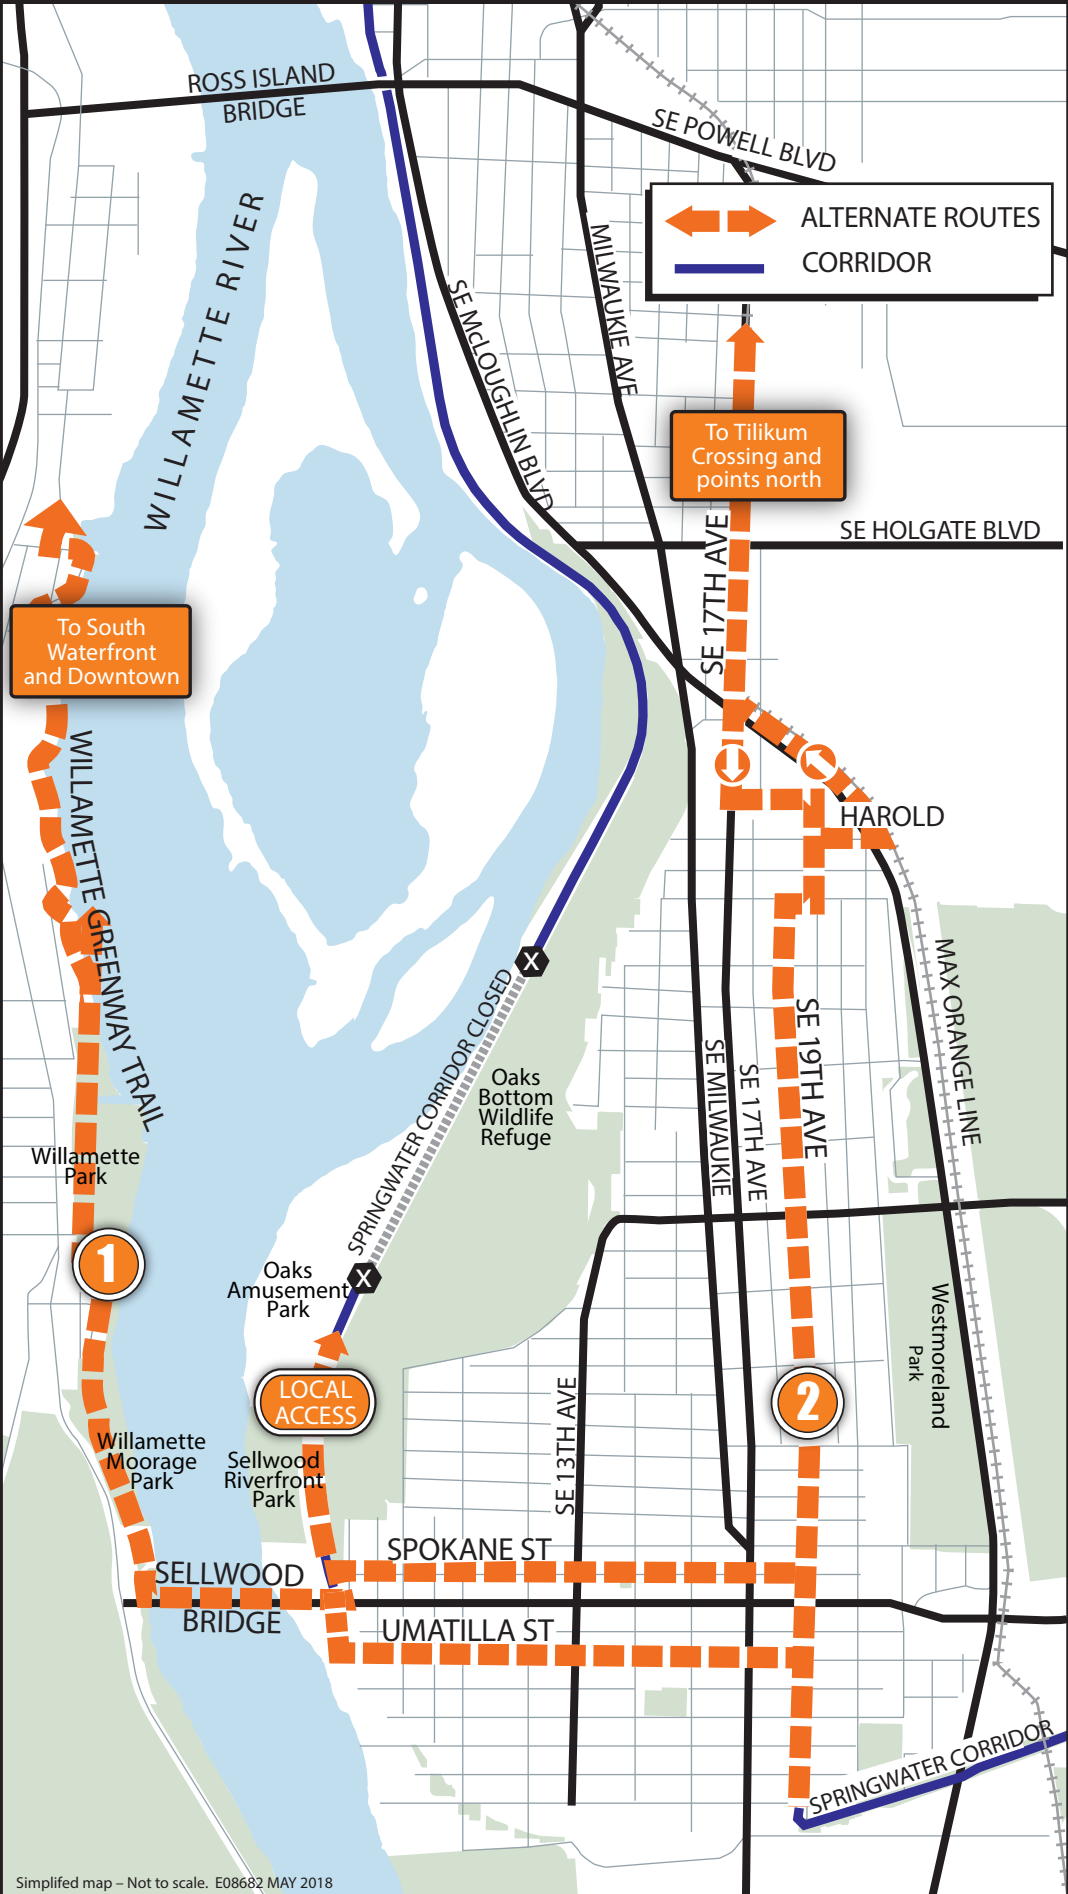 ROSS ISLAND
BRIDGE
SE POWELL BLVD
ALTERNATE ROUTES
CORRIDOR
WILLAMETTE RIVER
MILWAUKIE AVE
SE McLOUGHLIN BLVD
To Tilikum
Crossing and
points north
SE HOLGATE BLVD
SE 17TH AVE
To South
Waterfront
and Downtown
WILLAMETTE GREENWAY TRAIL
HAROLD
MAX ORANGE LINE
X
SPRINGWATER CORRIDOR CLOSED
SE 19TH AVE
SE MILWAUKIE
SE 17TH AVE
Oaks
Bottom
Wildlife
Refuge
Willamette
Park
1
X
Oaks
Amusement
Park
Westmoreland
Park
LOCAL
ACCESS
2
SE 13TH AVE
Willamette
Moorage
Park
Sellwood
Riverfront
Park
SPOKANE ST
SELLWOOD
BRIDGE
UMATILLA ST
SPRINGWATER CORRIDOR
Simplifed map – Not to scale.  E08682 MAY 2018